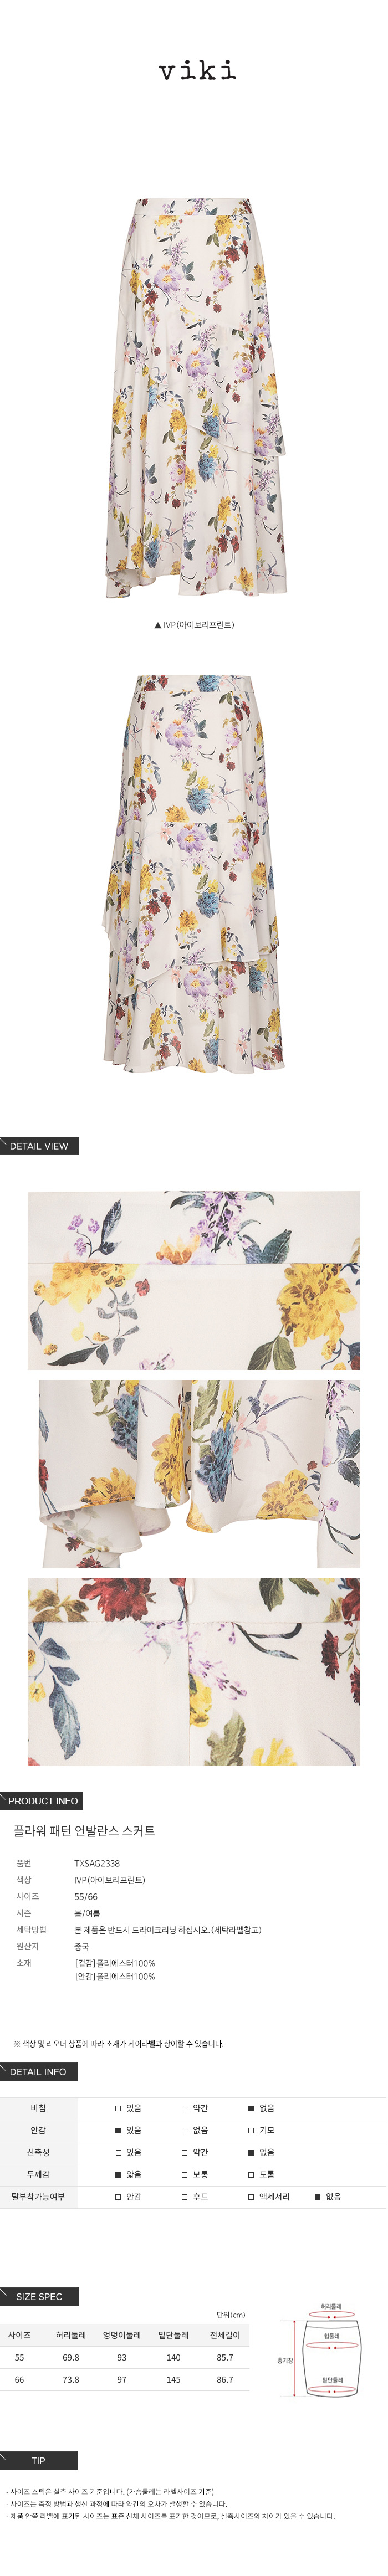 viki
▲ IVP(아이보리프린트)
DETAIL VIEW
PRODUCT INFO
플라워 패턴 언발란스 스커트
품번 TXSAG2338
색상 IVP(아이보리프린트)
사이즈 55/66
시즌 봄/여름
세탁방법 본 제품은 반드시 드라이크리닝 하십시오.(세탁라벨참고)
원산지 중국
소재 [겉감]폴리에스터100%
[안감]폴리에스터100%
※ 색상 및 리오더 상품에 따라 소재가 케어라벨과 상이할 수 있습니다.
DETAIL INFO
비침 □ 있음 □ 약간 ■ 없음
안감 ■ 있음 □ 없음 □ 기모
신축성 □ 있음 □ 약간 ■ 없음
두께감 ■ 얇음 □ 보통 □ 도톰
탈부착가능여부 □ 안감 □ 후드 □ 액세서리 ■ 없음
SIZE SPEC
단위(cm)
사이즈 허리둘레 엉덩이둘레 밑단둘레 전체길이
55 69.8 93 140 85.7
66 73.8 97 145 86.7
허리둘레
힙둘레
총기장
밑단둘레
TIP
- 사이즈 스펙은 실측 사이즈 기준입니다. (가슴둘레는 라벨사이즈 기준)
- 사이즈는 측정 방법과 생산 과정에 따라 약간의 오차가 발생할 수 있습니다.
- 제품 안쪽 라벨에 표기된 사이즈는 표준 신체 사이즈를 표기한 것이므로, 실측사이즈와 차이가 있을 수 있습니다.